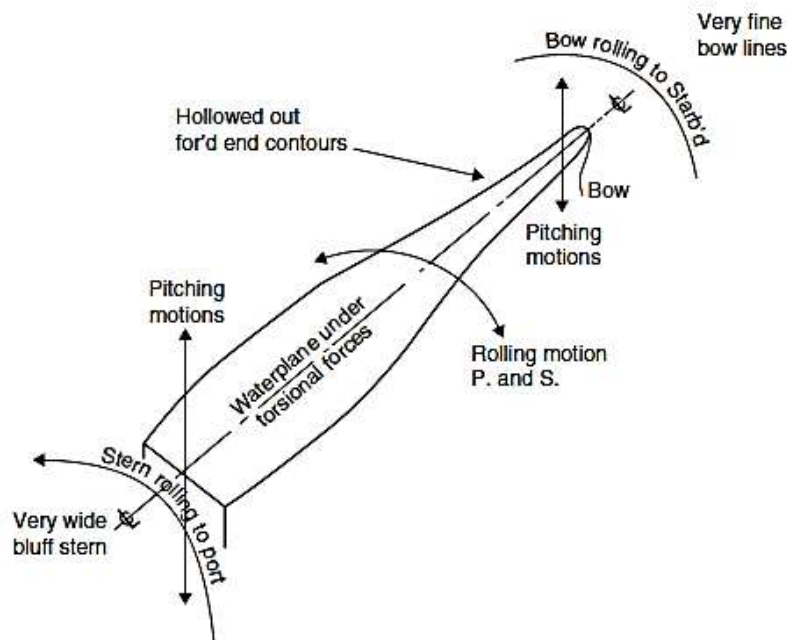 Very fine
bow lines
Bow rolling to Starb'd
Hollowed out
for'd end contours
Bow
Pitching
motions
Pitching
motions
Waterplane under
torsional forces
Rolling motion
P. and S.
Stern rolling to port
Very wide
bluff stern